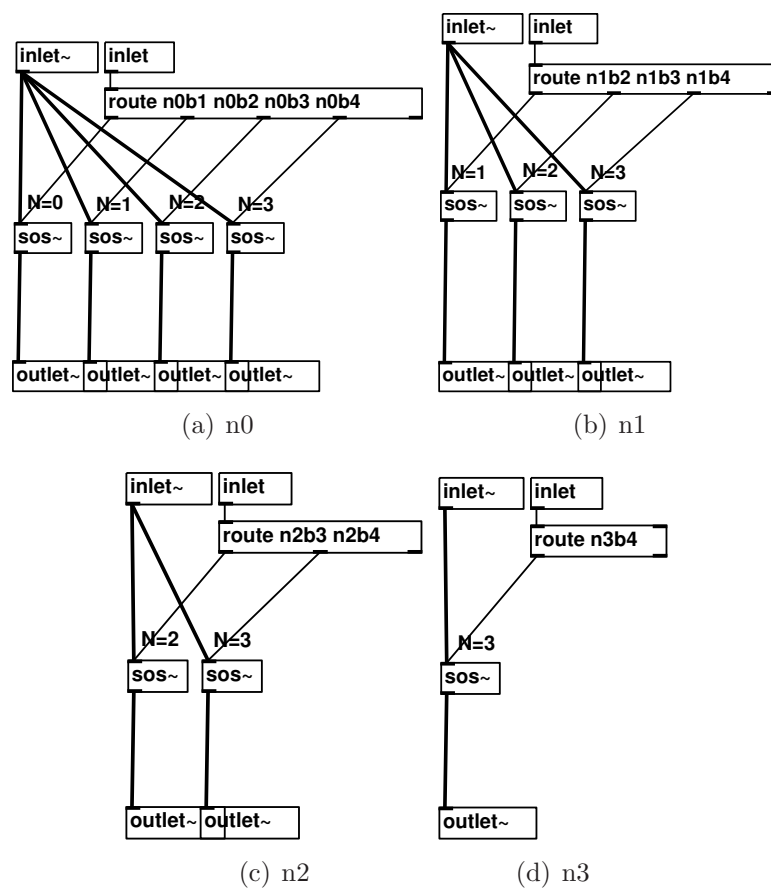 inlet~ inlet
route n0b1 n0b2 n0b3 n0b4
N=0 N=1 N=2 N=3
sos~ sos~ sos~ sos~
outlet~ outlet~ outlet~ outlet~
(a) n0
inlet~ inlet
route n1b2 n1b3 n1b4
N=1 N=2 N=3
sos~ sos~ sos~
outlet~ outlet~ outlet~
(b) n1
inlet~ inlet
route n2b3 n2b4
N=2 N=3
sos~ sos~
outlet~ outlet~
(c) n2
inlet~ inlet
route n3b4
N=3
sos~
outlet~
(d) n3